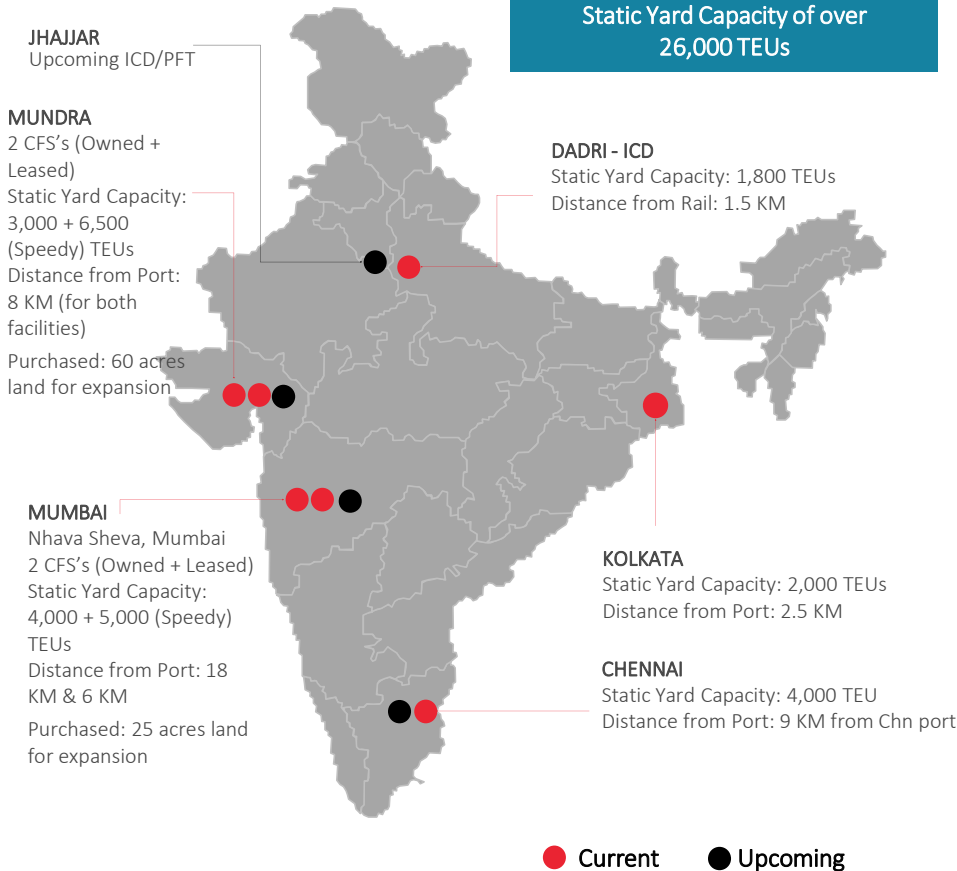 Static Yard Capacity of over
26,000 TEUs
JHAJJAR
Upcoming ICD/PFT
MUNDRA
2 CFS’s (Owned +
Leased)
Static Yard Capacity:
3,000 + 6,500
(Speedy) TEUs
Distance from Port:
8 KM (for both
facilities)
Purchased: 60 acres
land for expansion
DADRI - ICD
Static Yard Capacity: 1,800 TEUs
Distance from Rail: 1.5 KM
MUMBAI
Nhava Sheva, Mumbai
2 CFS’s (Owned + Leased)
Static Yard Capacity:
4,000 + 5,000 (Speedy)
TEUs
Distance from Port: 18
KM & 6 KM
Purchased: 25 acres land
for expansion
KOLKATA
Static Yard Capacity: 2,000 TEUs
Distance from Port: 2.5 KM
CHENNAI
Static Yard Capacity: 4,000 TEU
Distance from Port: 9 KM from Chn port
Current
Upcoming